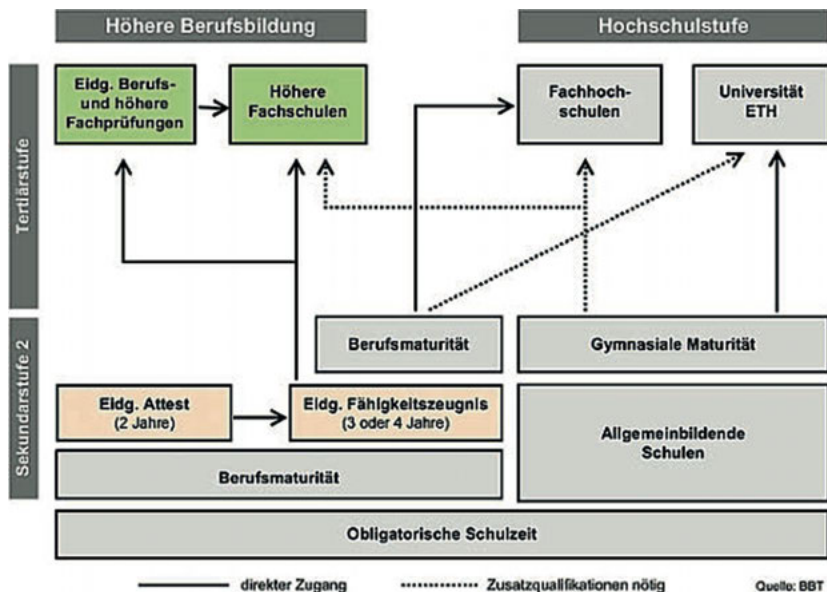 Höhere Berufsbildung
Hochschulstufe
Tertiärstufe
Eidg. Berufs-
und höhere
Fachprüfungen
Höhere
Fachschulen
Fachhoch-
schulen
Universität
ETH
Sekundarstufe 2
Berufsmaturität
Gymnasiale Maturität
Eidg. Attest
(2 Jahre)
Eidg. Fähigkeitszeugnis
(3 oder 4 Jahre)
Allgemeinbildende
Schulen
Berufsmaturität
Obligatorische Schulzeit
direkter Zugang
Zusatzqualifikationen nötig
Quelle: BBT